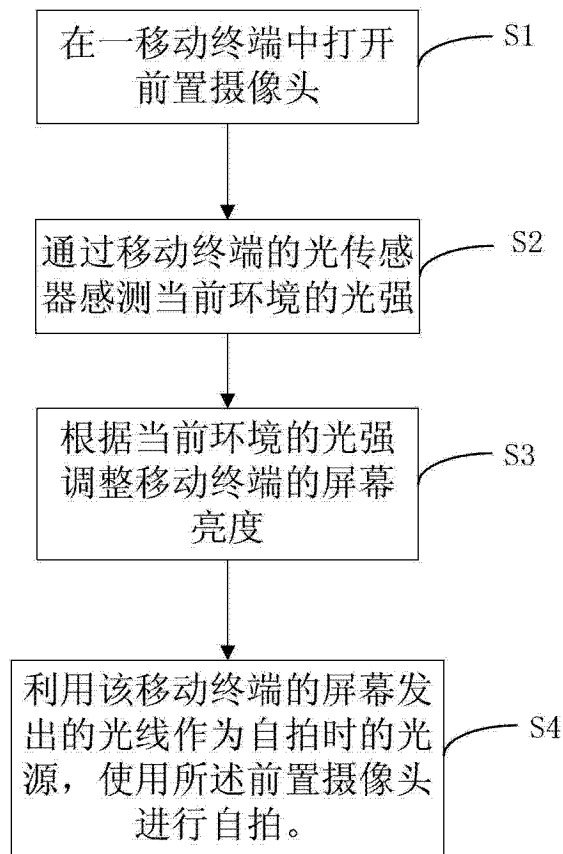 在一移动终端中打开
前置摄像头
S1
通过移动终端的光传感
器感测当前环境的光强
S2
根据当前环境的光强
调整移动终端的屏幕
亮度
S3
利用该移动终端的屏幕发
出的光线作为自拍时的光
源，使用所述前置摄像头
进行自拍。
S4